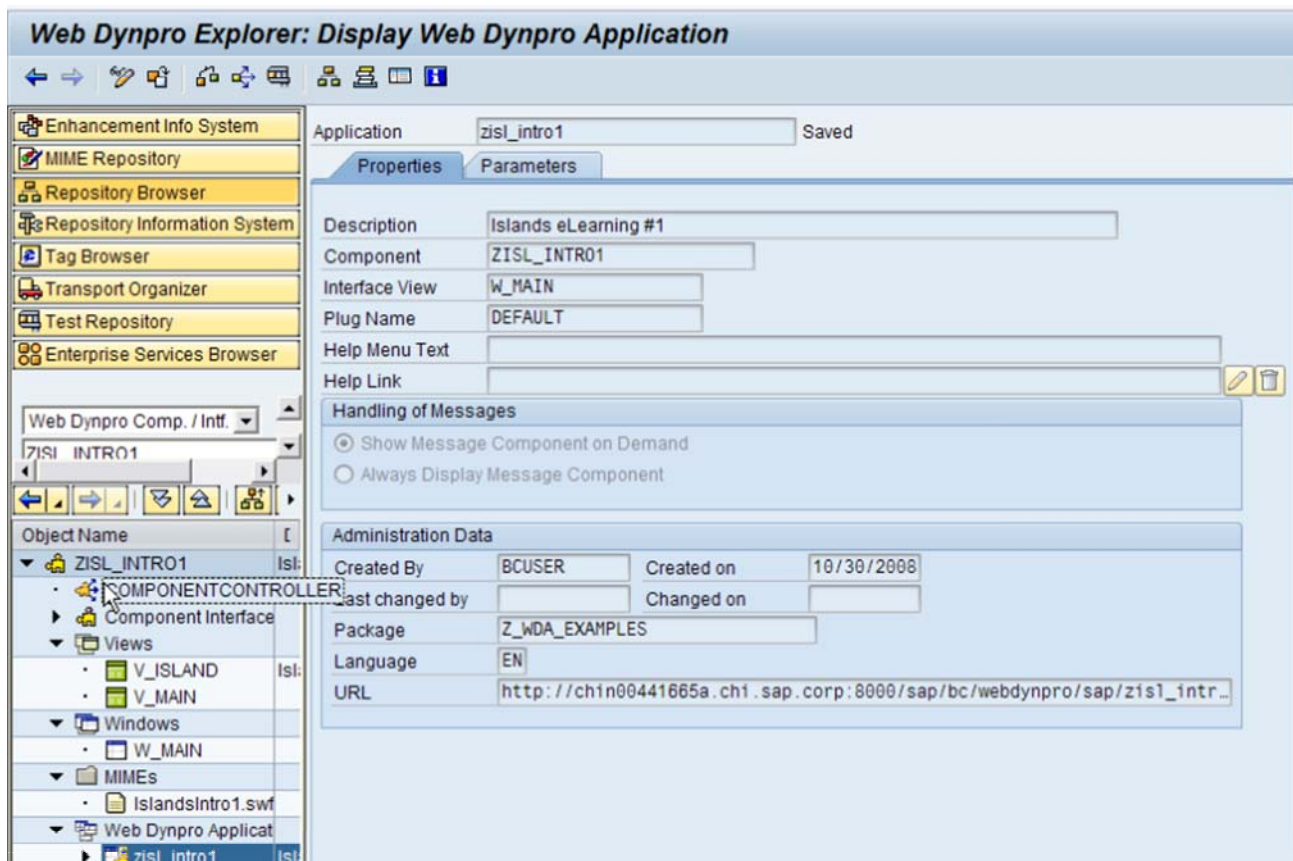 Web Dynpro Explorer: Display Web Dynpro Application
Enhancement Info System
MIME Repository
Repository Browser
Repository Information System
Tag Browser
Transport Organizer
Test Repository
Enterprise Services Browser
Web Dynpro Comp. / Intf.
ZISL_INTRO1
Object Name
ZISL_INTRO1
COMPONENTCONTROLLER
Component Interface
Views
V_ISLAND
V_MAIN
Windows
W_MAIN
MIMEs
IslandsIntro1.swf
Web Dynpro Applicat
zisl_intro1
Application zisl_intro1 Saved
Properties Parameters
Description Islands eLearning #1
Component ZISL_INTRO1
Interface View W_MAIN
Plug Name DEFAULT
Help Menu Text
Help Link
Handling of Messages
Show Message Component on Demand
Always Display Message Component
Administration Data
Created By BCUSER Created on 10/30/2008
Last changed by Changed on
Package Z_WDA_EXAMPLES
Language EN
URL http://chin00441665a.chi.sap.corp:8000/sap/bc/webdynpro/sap/zisl_intr…